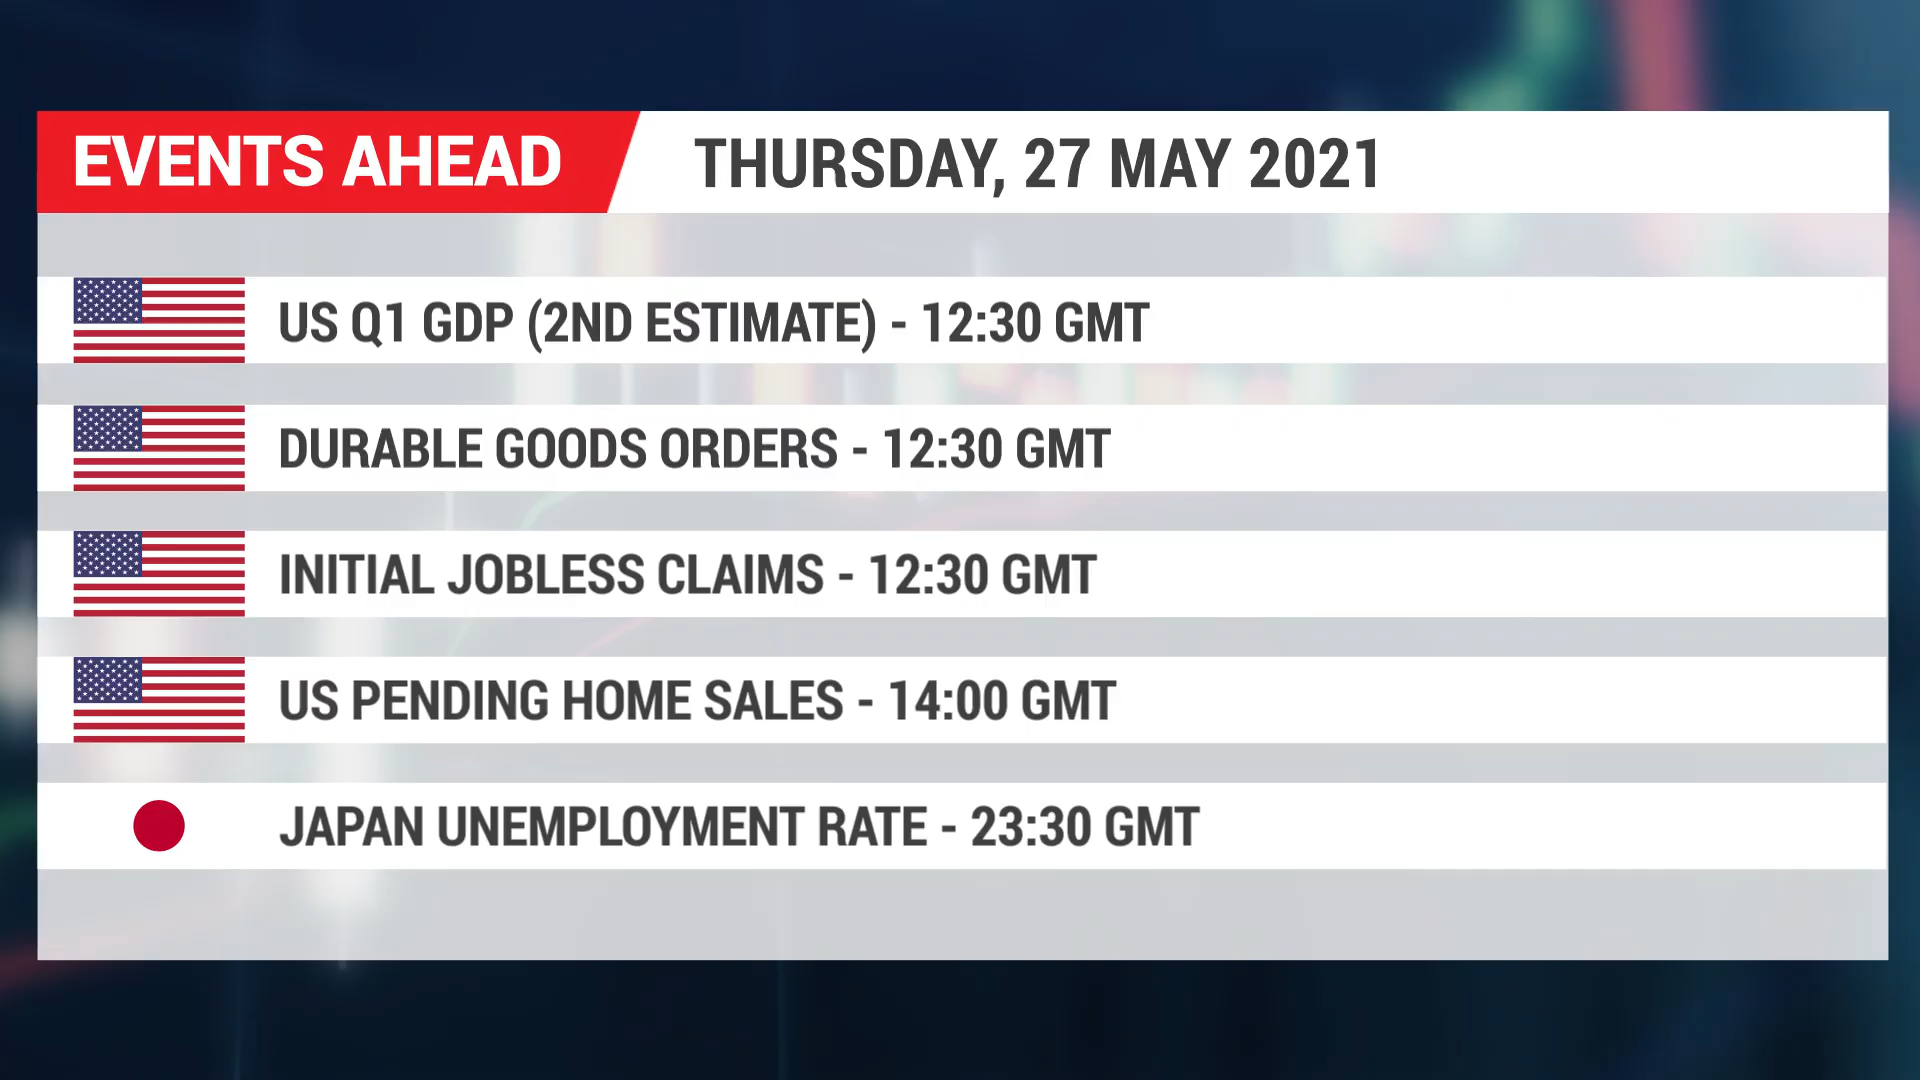 EVENTS AHEAD
THURSDAY, 27 MAY 2021
US Q1 GDP (2ND ESTIMATE) - 12:30 GMT
DURABLE GOODS ORDERS - 12:30 GMT
INITIAL JOBLESS CLAIMS - 12:30 GMT
US PENDING HOME SALES - 14:00 GMT
JAPAN UNEMPLOYMENT RATE - 23:30 GMT